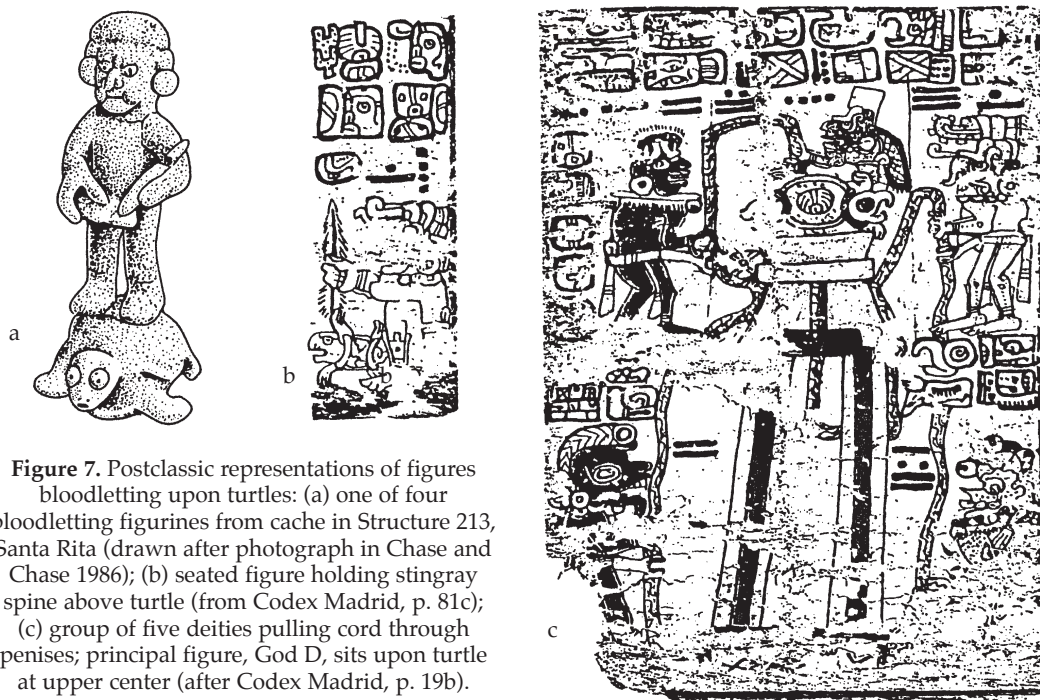 a
b
c
Figure 7. Postclassic representations of figures
bloodletting upon turtles: (a) one of four
bloodletting figurines from cache in Structure 213,
Santa Rita (drawn after photograph in Chase and
Chase 1986); (b) seated figure holding stingray
spine above turtle (from Codex Madrid, p. 81c);
(c) group of five deities pulling cord through
penises; principal figure, God D, sits upon turtle
at upper center (after Codex Madrid, p. 19b).